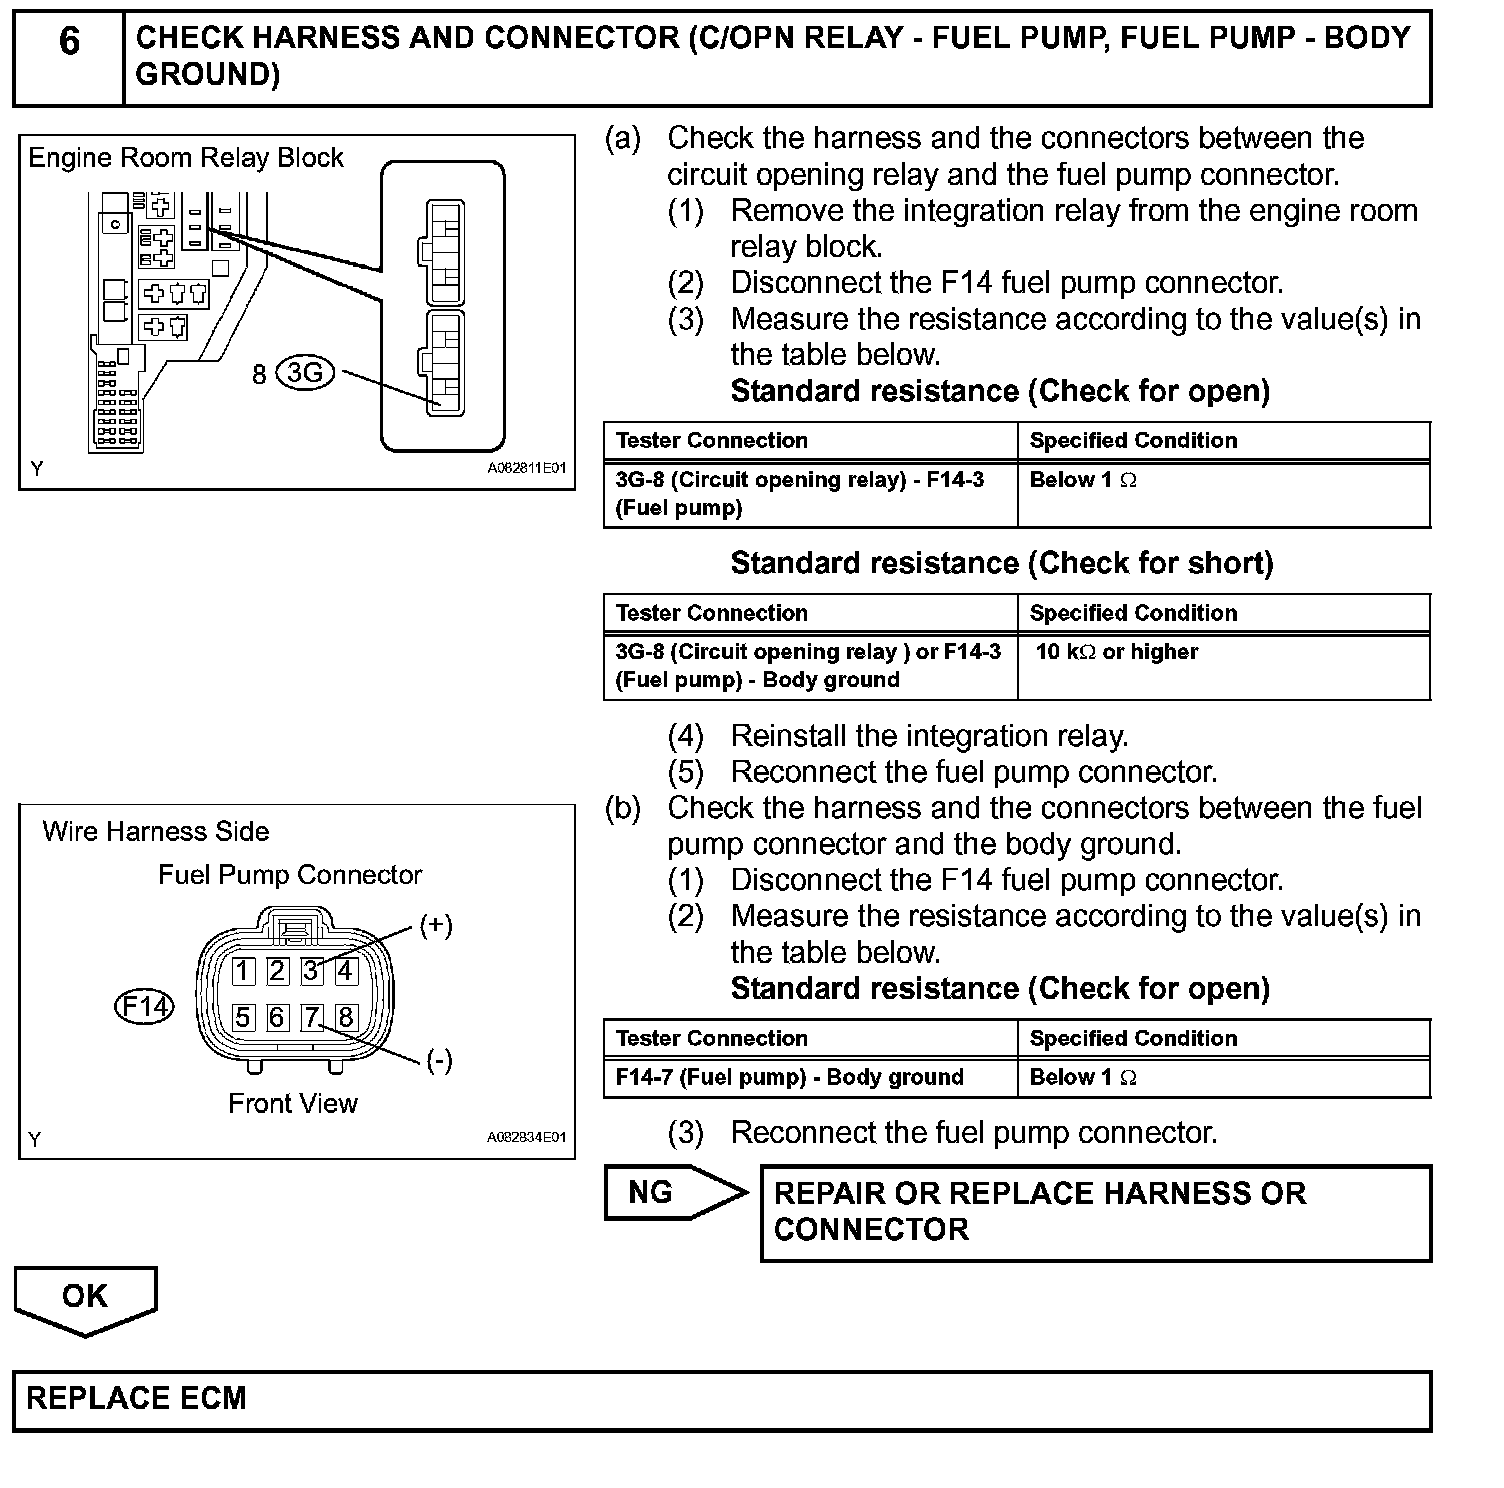 6
CHECK HARNESS AND CONNECTOR (C/OPN RELAY - FUEL PUMP, FUEL PUMP - BODY
GROUND)
Engine Room Relay Block
8 3G
Y
A082811E01
(a) Check the harness and the connectors between the
circuit opening relay and the fuel pump connector.
(1) Remove the integration relay from the engine room
relay block.
(2) Disconnect the F14 fuel pump connector.
(3) Measure the resistance according to the value(s) in
the table below.
Standard resistance (Check for open)
Tester Connection Specified Condition
3G-8 (Circuit opening relay) - F14-3 Below 1 Ω
(Fuel pump)
Standard resistance (Check for short)
Tester Connection Specified Condition
3G-8 (Circuit opening relay ) or F14-3 10 kΩ or higher
(Fuel pump) - Body ground
(4) Reinstall the integration relay.
(5) Reconnect the fuel pump connector.
Wire Harness Side
Fuel Pump Connector
(+)
1 2 3 4
F14
5 6 7 8
(-)
Front View
Y
A082834E01
(b) Check the harness and the connectors between the fuel
pump connector and the body ground.
(1) Disconnect the F14 fuel pump connector.
(2) Measure the resistance according to the value(s) in
the table below.
Standard resistance (Check for open)
Tester Connection Specified Condition
F14-7 (Fuel pump) - Body ground Below 1 Ω
(3) Reconnect the fuel pump connector.
NG
REPAIR OR REPLACE HARNESS OR
CONNECTOR
OK
REPLACE ECM